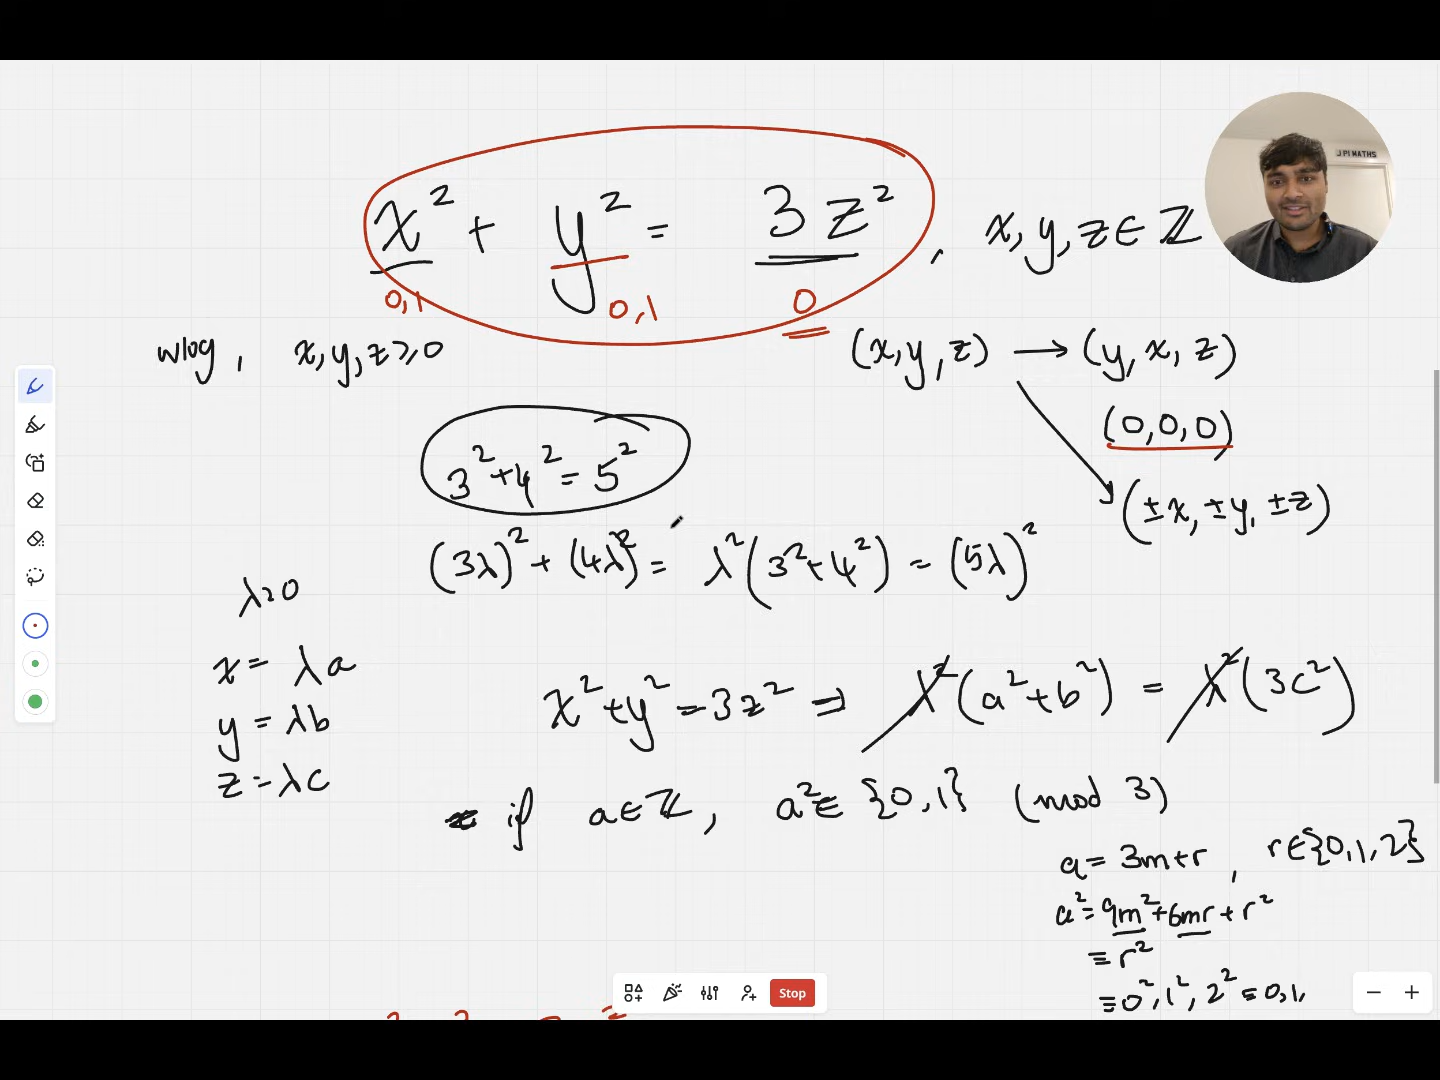 J PI MATHS
x² + y² = 3z², x, y, z ∈ ℤ
0,1 0,1 0
wlog, x, y, z ⩾ 0
(x, y, z) → (y, x, z)
(0, 0, 0)
3² + 4² = 5²
(±x, ±y, ±z)
(3λ)² + (4λ)² = λ²(3² + 4²) = (5λ)²
λ≥0
x = λa
y = λb
z = λc
x² + y² = 3z² ⇒ λ²(a² + b²) = λ²(3c²)
if a ∈ ℤ, a² ∈ {0, 1} (mod 3)
a = 3m + r, r ∈ {0, 1, 2}
a² = 9m² + 6mr + r²
≡ r²
≡ 0², 1², 2² ≡ 0, 1,
Stop